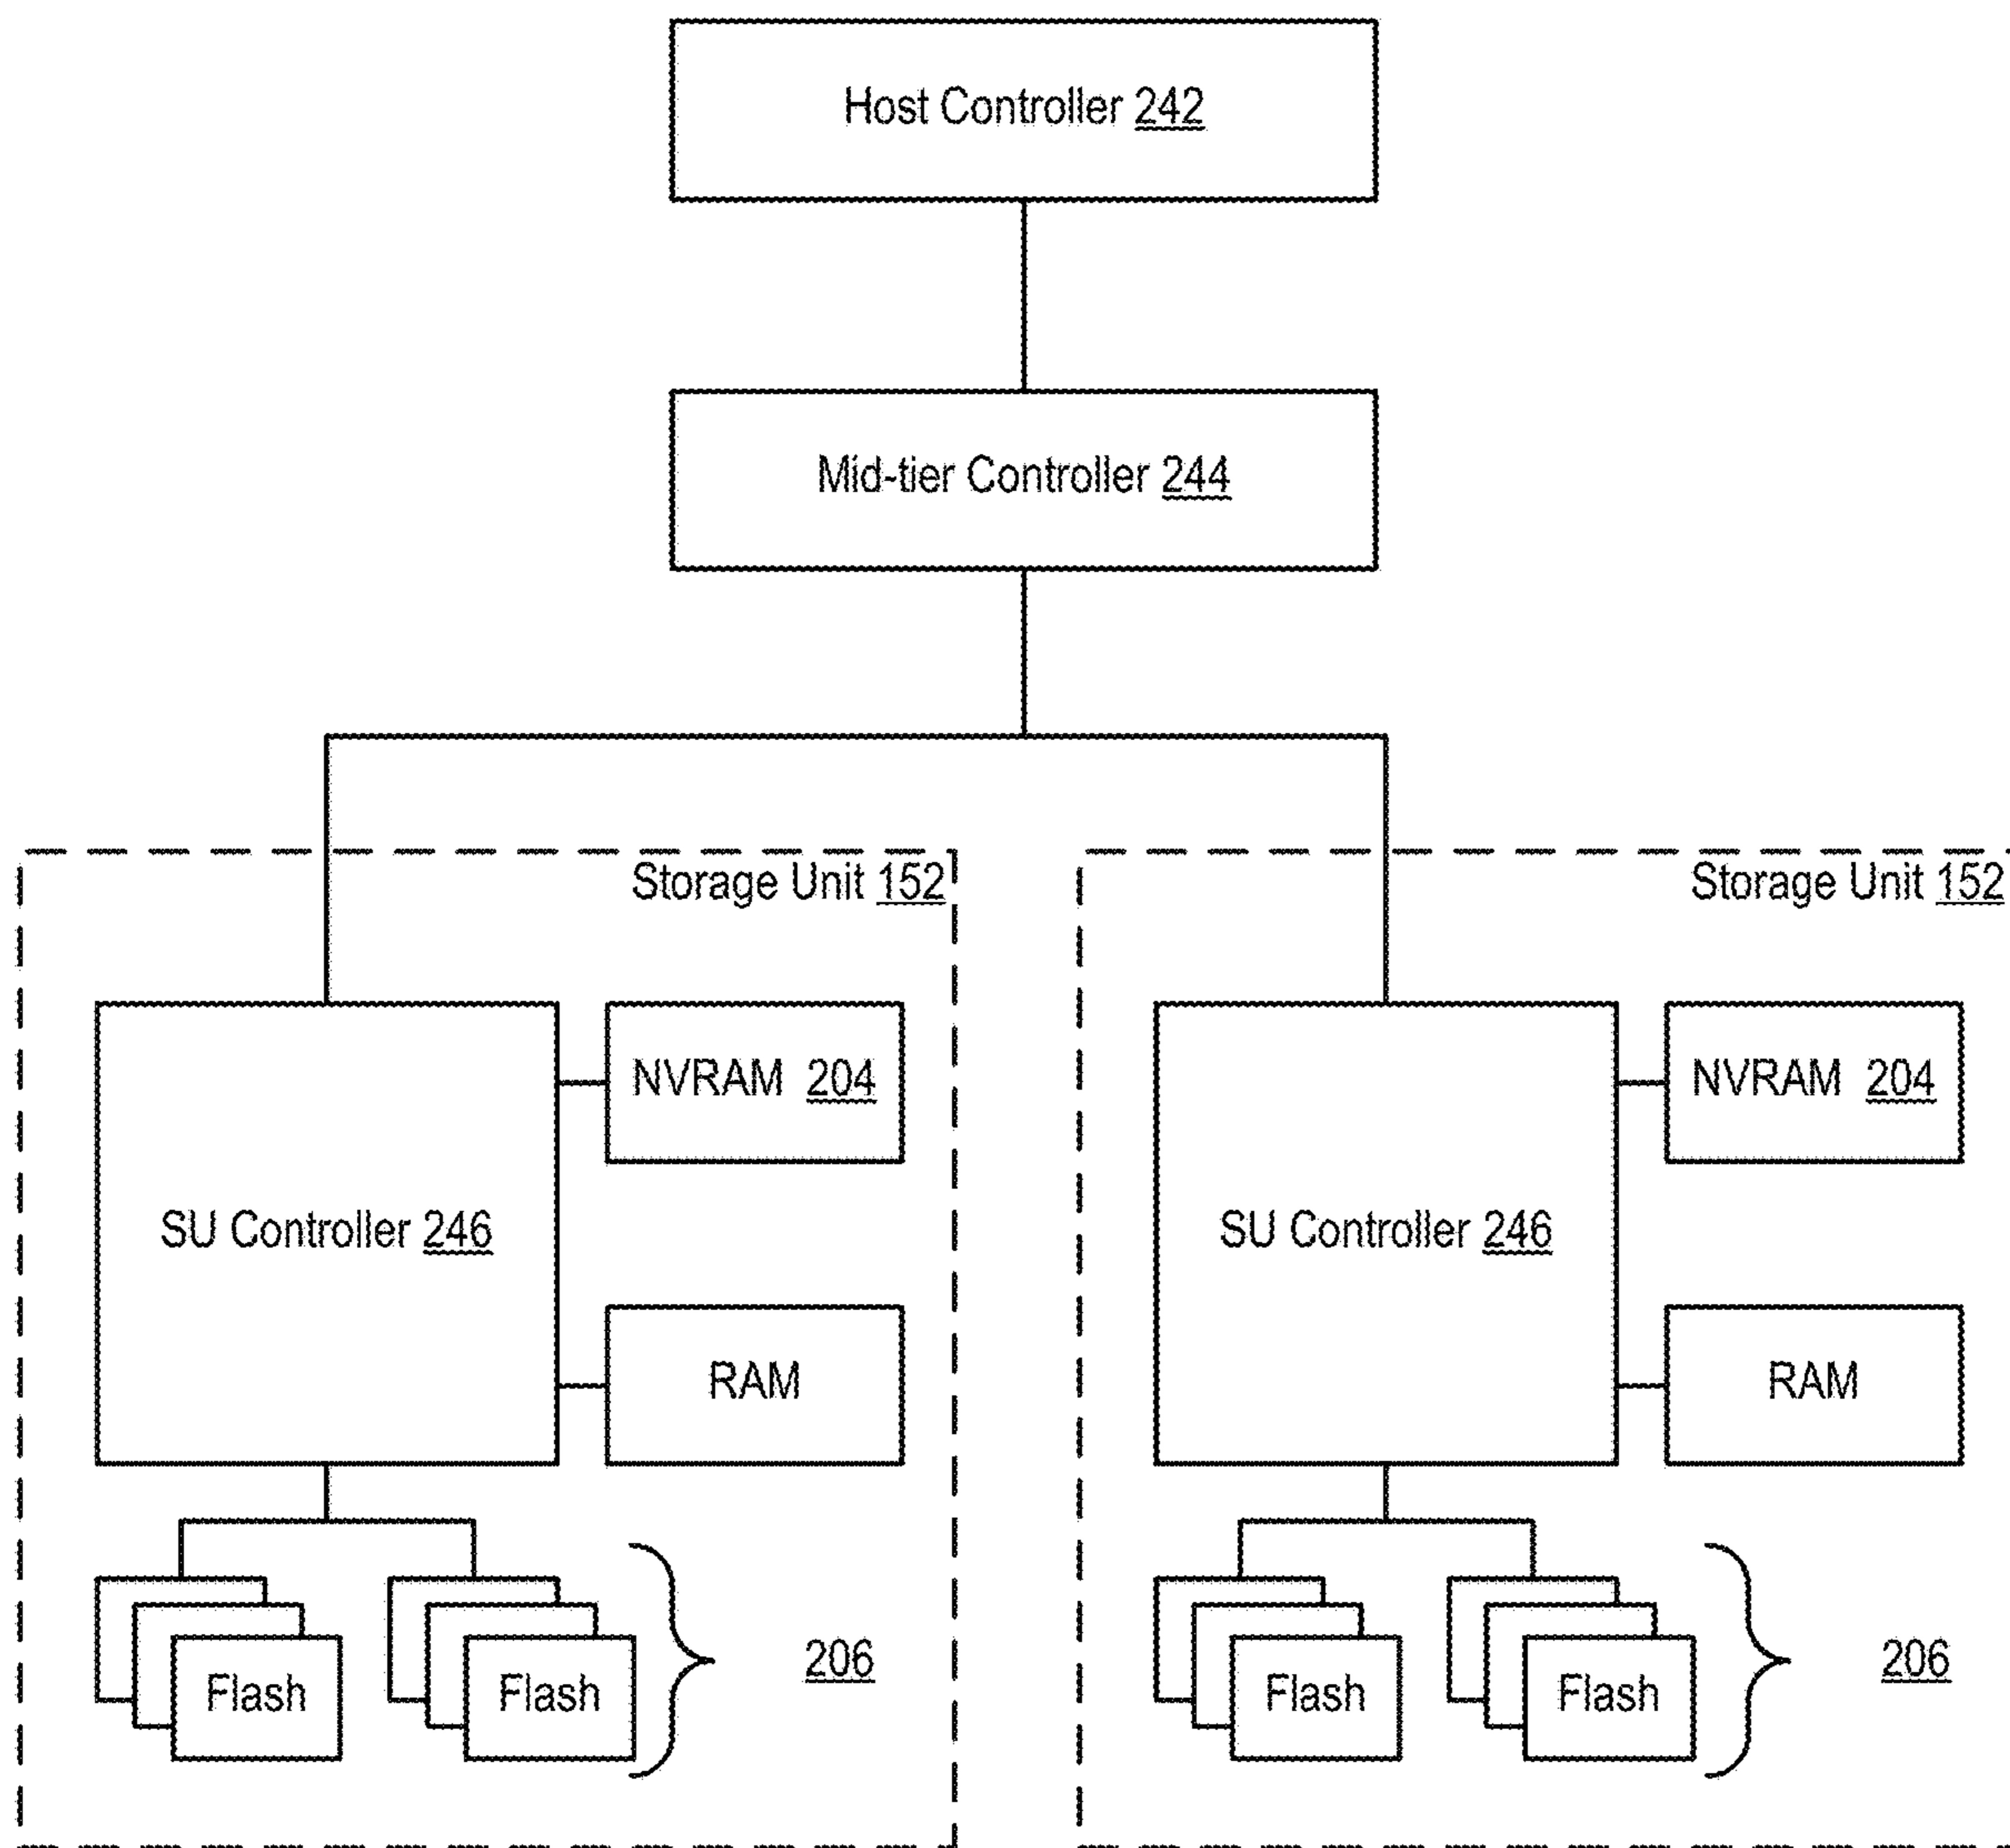 Host Controller 242
Mid-tier Controller 244
Storage Unit 152
Storage Unit 152
NVRAM 204
NVRAM 204
SU Controller 246
SU Controller 246
RAM
RAM
206
206
Flash
Flash
Flash
Flash